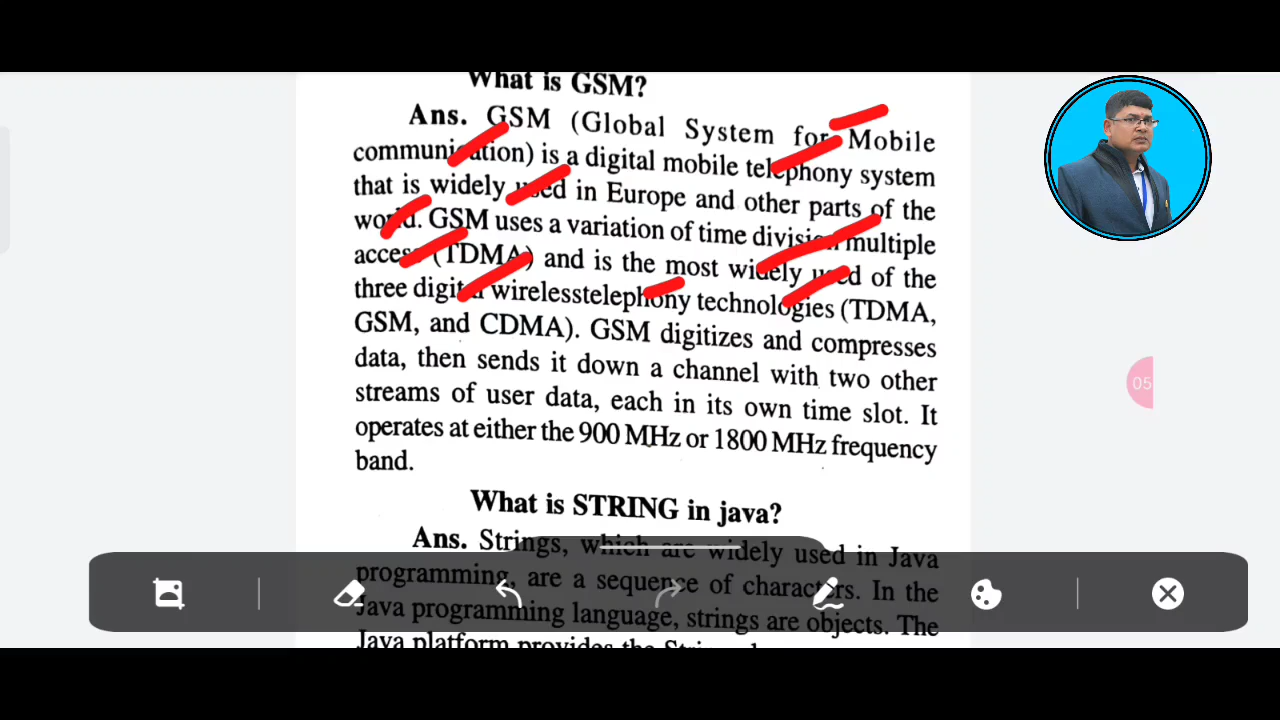 What is GSM?
Ans. GSM (Global System for Mobile
communication) is a digital mobile telephony system
that is widely used in Europe and other parts of the
world. GSM uses a variation of time division multiple
access (TDMA) and is the most widely used of the
three digital wirelesstelephony technologies (TDMA,
GSM, and CDMA). GSM digitizes and compresses
data, then sends it down a channel with two other
streams of user data, each in its own time slot. It
operates at either the 900 MHz or 1800 MHz frequency
band.
What is STRING in java?
Ans. Strings, which are widely used in Java
programming, are a sequence of characters. In the
Java programming language, strings are objects. The
Java platform provides the
05